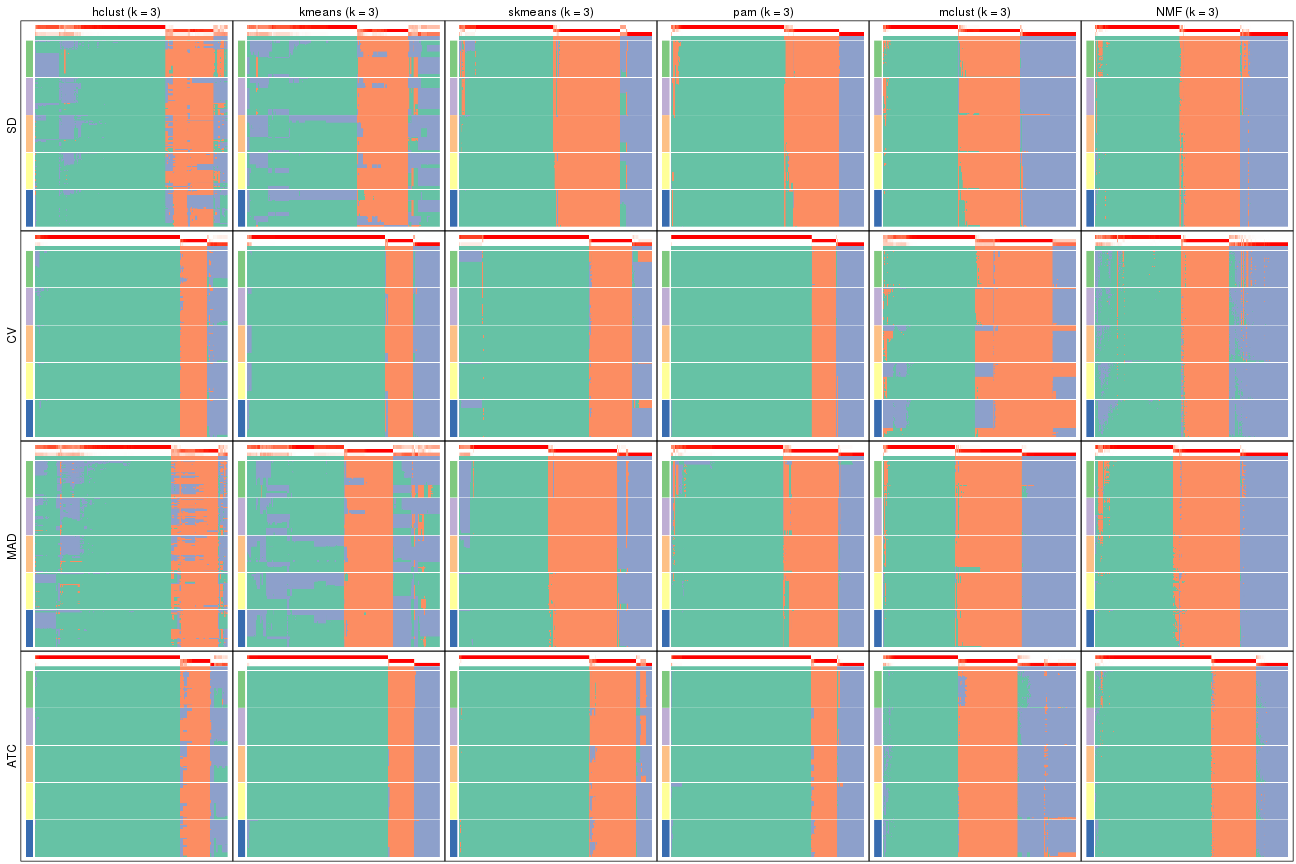 hclust (k = 3)
kmeans (k = 3)
skmeans (k = 3)
pam (k = 3)
mclust (k = 3)
NMF (k = 3)
SD
CV
MAD
ATC